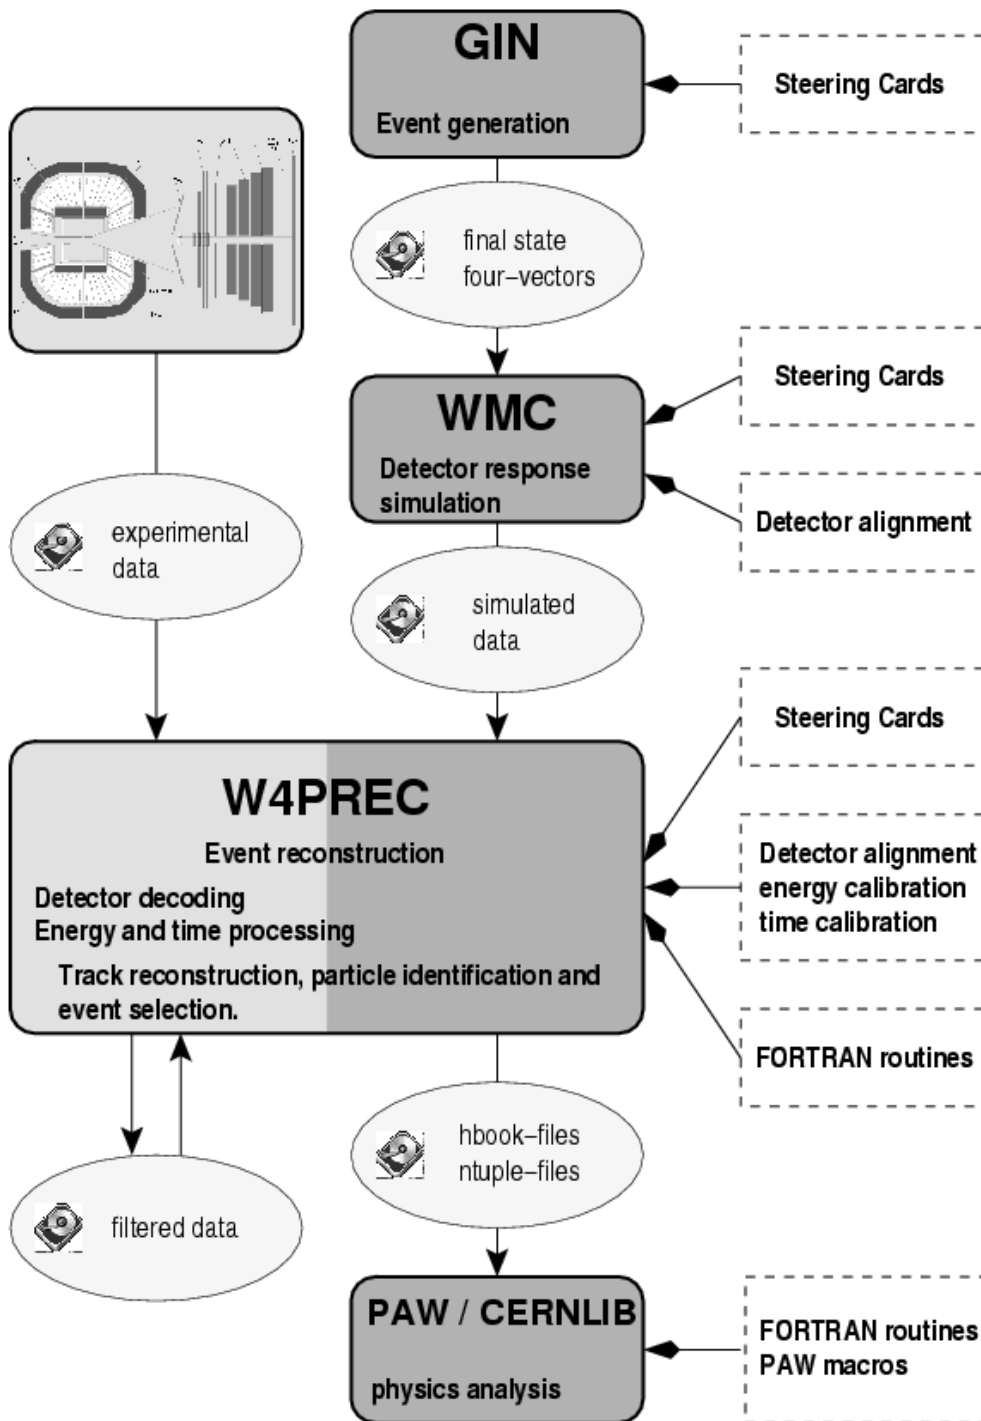 GIN
Event generation
Steering Cards
final state
four−vectors
WMC
Detector response
simulation
Steering Cards
Detector alignment
experimental
data
simulated
data
W4PREC
Event reconstruction
Detector decoding
Energy and time processing
Track reconstruction, particle identification and
event selection.
Steering Cards
Detector alignment
energy calibration
time calibration
FORTRAN routines
filtered data
hbook−files
ntuple−files
PAW / CERNLIB
physics analysis
FORTRAN routines
PAW macros